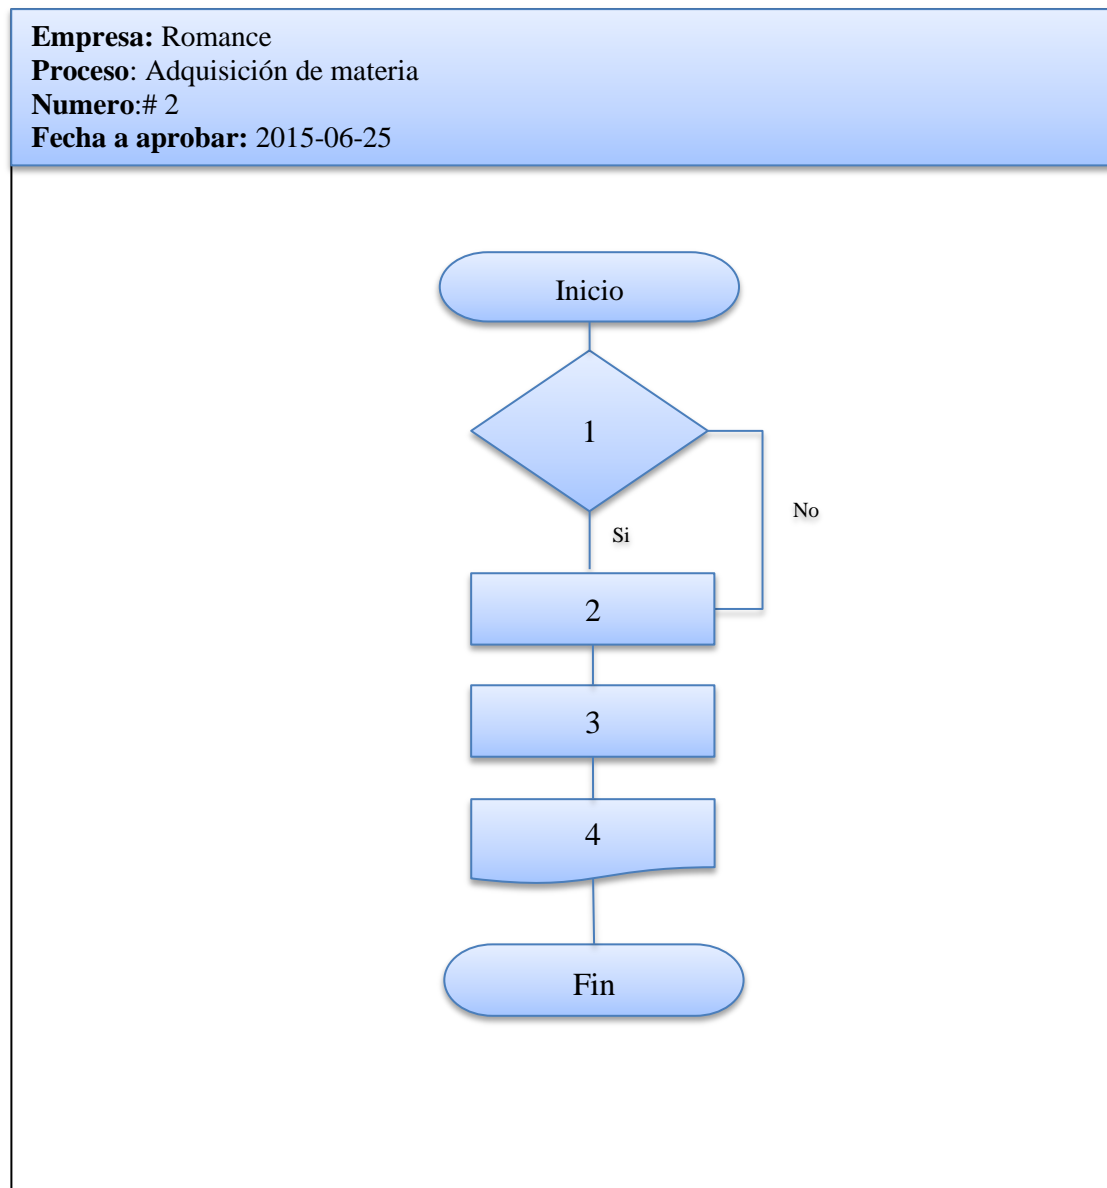 Empresa: Romance
Proceso: Adquisición de materia
Numero:# 2
Fecha a aprobar: 2015-06-25
Inicio
1
No
Si
2
3
4
Fin